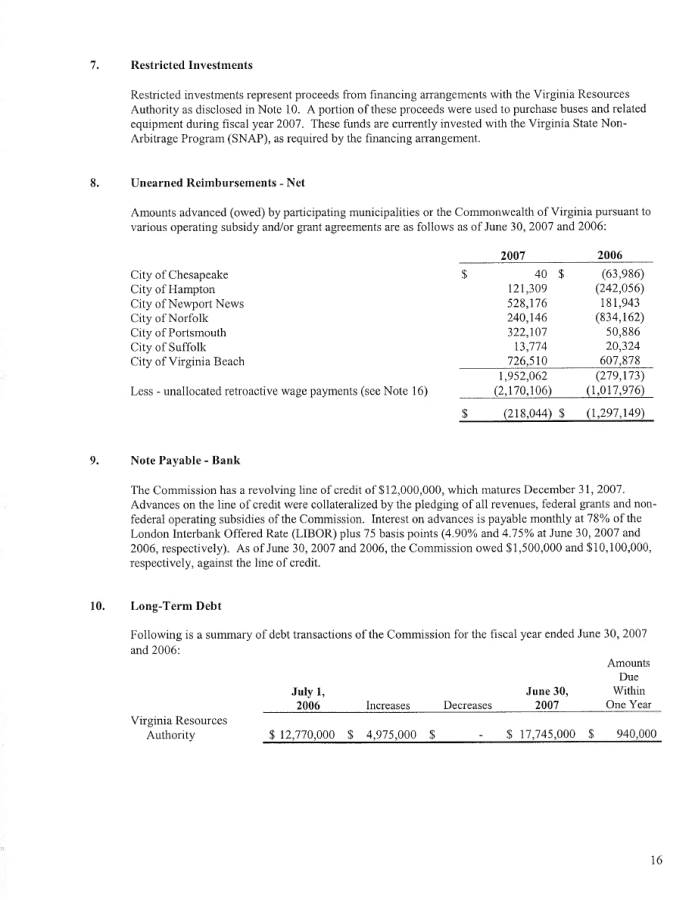 7. Restricted Investments
Restricted investments represent proceeds from financing arrangements with the Virginia Resources
Authority as disclosed in Note 10. A portion of these proceeds were used to purchase buses and related
equipment during fiscal year 2007. These funds are currently invested with the Virginia State Non-
Arbitrage Program (SNAP), as required by the financing arrangement.
8. Unearned Reimbursements - Net
Amounts advanced (owed) by participating municipalities or the Commonwealth of Virginia pursuant to
various operating subsidy and/or grant agreements are as follows as of June 30, 2007 and 2006:
2007 2006
City of Chesapeake $ 40 $ (63,986)
City of Hampton 121,309 (242,056)
City of Newport News 528,176 181,943
City of Norfolk 240,146 (834,162)
City of Portsmouth 322,107 50,886
City of Suffolk 13,774 20,324
City of Virginia Beach 726,510 607,878
1,952,062 (279,173)
Less - unallocated retroactive wage payments (see Note 16) (2,170,106) (1,017,976)
$ (218,044) $ (1,297,149)
9. Note Payable - Bank
The Commission has a revolving line of credit of $12,000,000, which matures December 31, 2007.
Advances on the line of credit were collateralized by the pledging of all revenues, federal grants and non-
federal operating subsidies of the Commission. Interest on advances is payable monthly at 78% of the
London Interbank Offered Rate (LIBOR) plus 75 basis points (4.90% and 4.75% at June 30, 2007 and
2006, respectively). As of June 30, 2007 and 2006, the Commission owed $1,500,000 and $10,100,000,
respectively, against the line of credit.
10. Long-Term Debt
Following is a summary of debt transactions of the Commission for the fiscal year ended June 30, 2007
and 2006:
Amounts
Due
July 1, June 30, Within
2006 Increases Decreases 2007 One Year
Virginia Resources
Authority $ 12,770,000 $ 4,975,000 $ - $ 17,745,000 $ 940,000
16